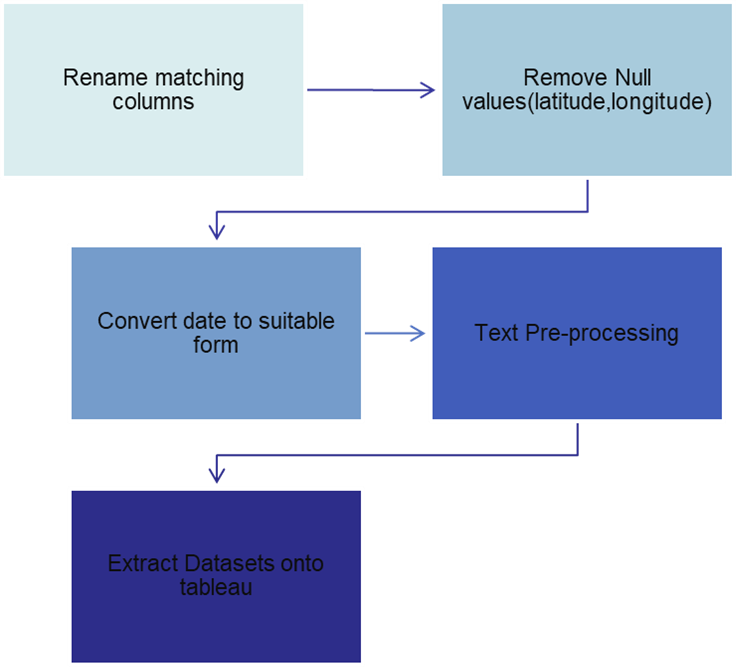 Rename matching
columns
Remove Null
values(latitude,longitude)
Convert date to suitable
form
Text Pre-processing
Extract Datasets onto
tableau